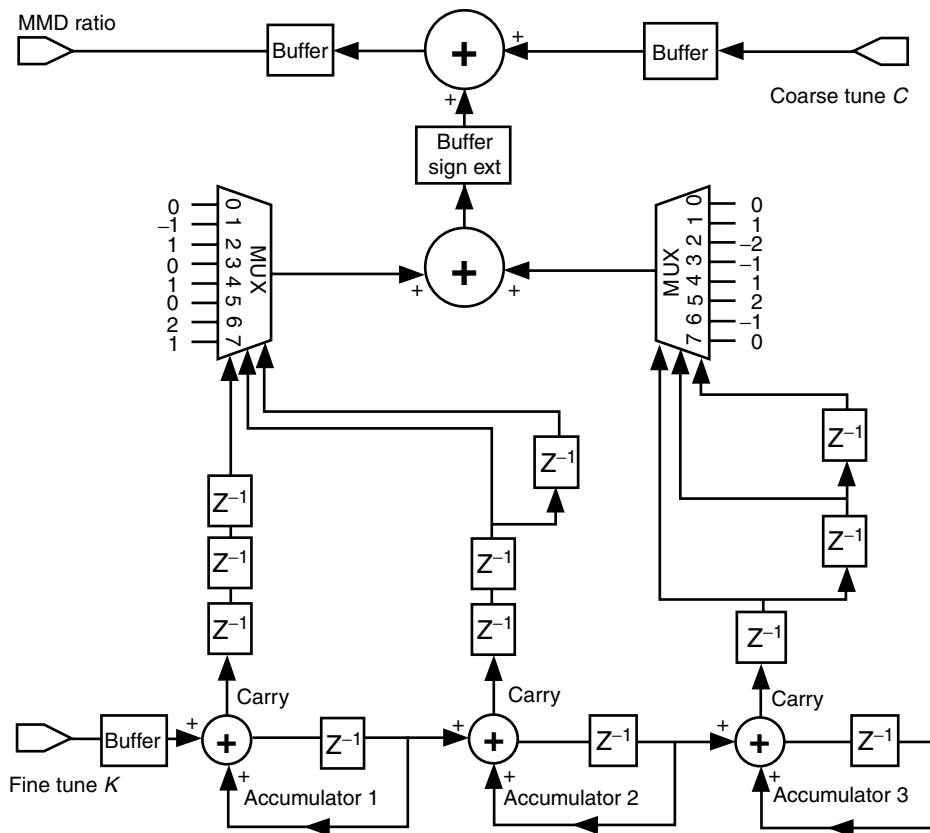 MMD ratio
Buffer
+
+
Buffer
Coarse tune C
+
Buffer
sign ext
0
–1
1
0
1
0
2
1
0 1 2 3 4 5 6 7
MUX
+
+
+
MUX
0 1 2 3 4 5 6 7
0
1
–2
–1
1
2
–1
0
Z–1
Z–1
Z–1
Z–1
Z–1
Z–1
Z–1
Z–1
Z–1
Carry
Carry
Carry
Fine tune K
Buffer
+
+
+
Z–1
Accumulator 1
+
+
+
Z–1
Accumulator 2
+
+
+
Z–1
Accumulator 3